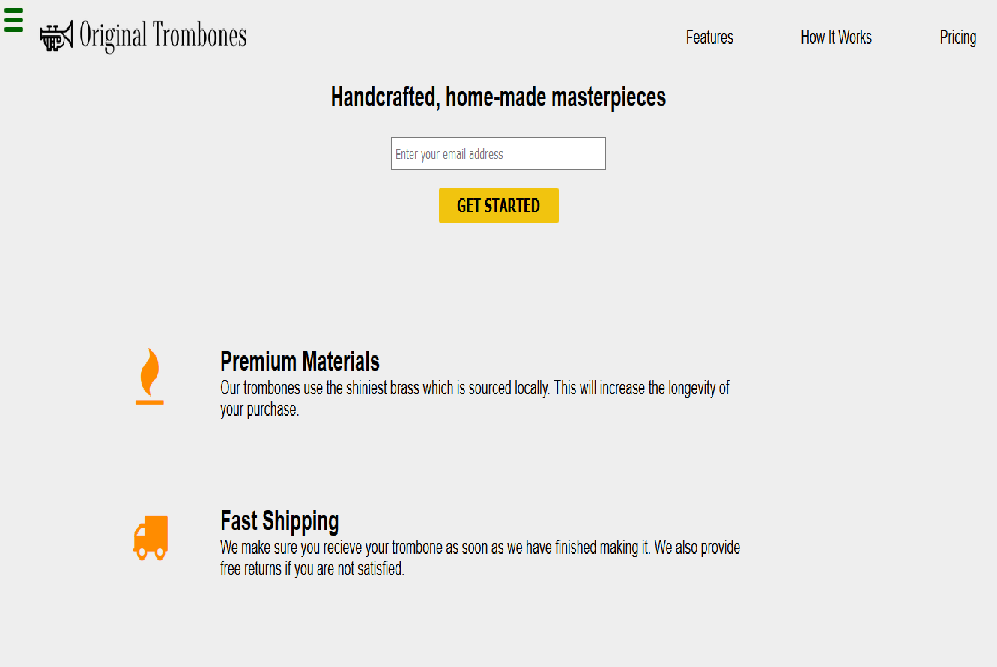 Original Trombones
Features
How It Works
Pricing
Handcrafted, home-made masterpieces
Enter your email address
GET STARTED
Premium Materials
Our trombones use the shiniest brass which is sourced locally. This will increase the longevity of
your purchase.
Fast Shipping
We make sure you recieve your trombone as soon as we have finished making it. We also provide
free returns if you are not satisfied.